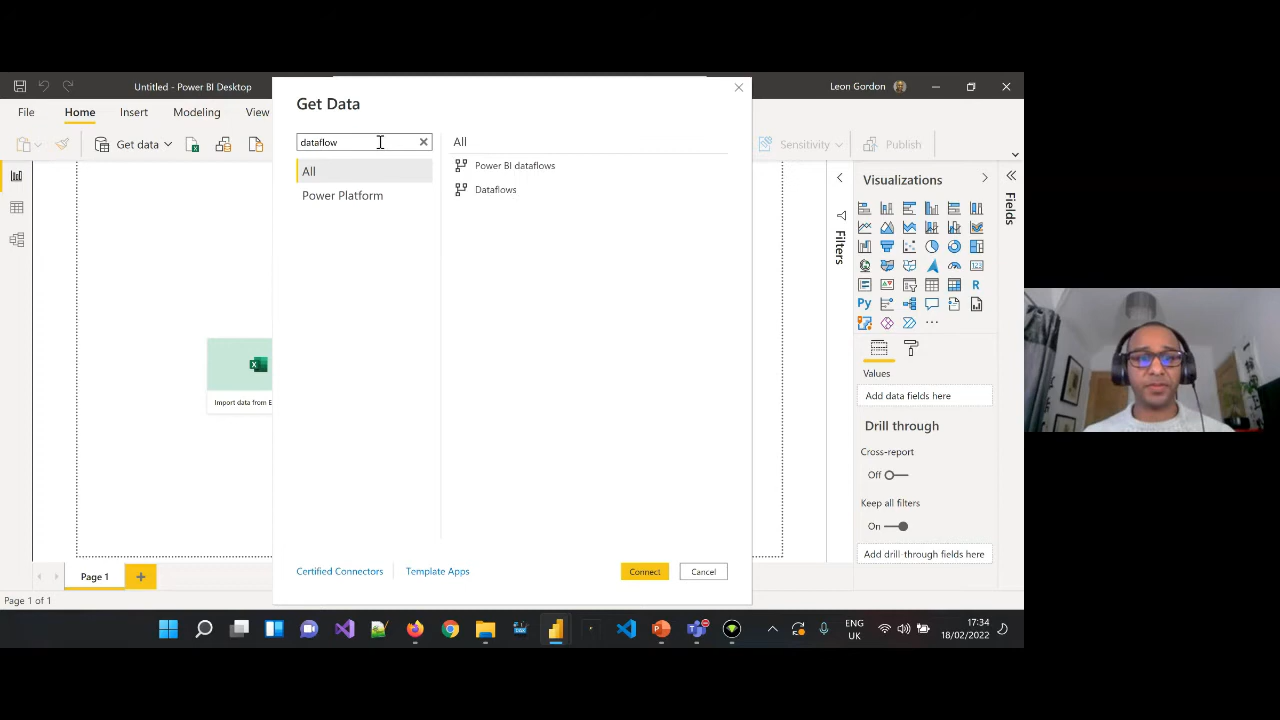 Untitled - Power BI Desktop
Leon Gordon
File
Home
Insert
Modeling
View
Get data
Sensitivity
Publish
Get Data
dataflow
All
Power Platform
All
Power BI dataflows
Dataflows
Certified Connectors
Template Apps
Connect
Cancel
Import data from E
Filters
Visualizations
Fields
123
R
Py
Values
Add data fields here
Drill through
Cross-report
Off
Keep all filters
On
Add drill-through fields here
Page 1
Page 1 of 1
ENG
UK
17:34
18/02/2022